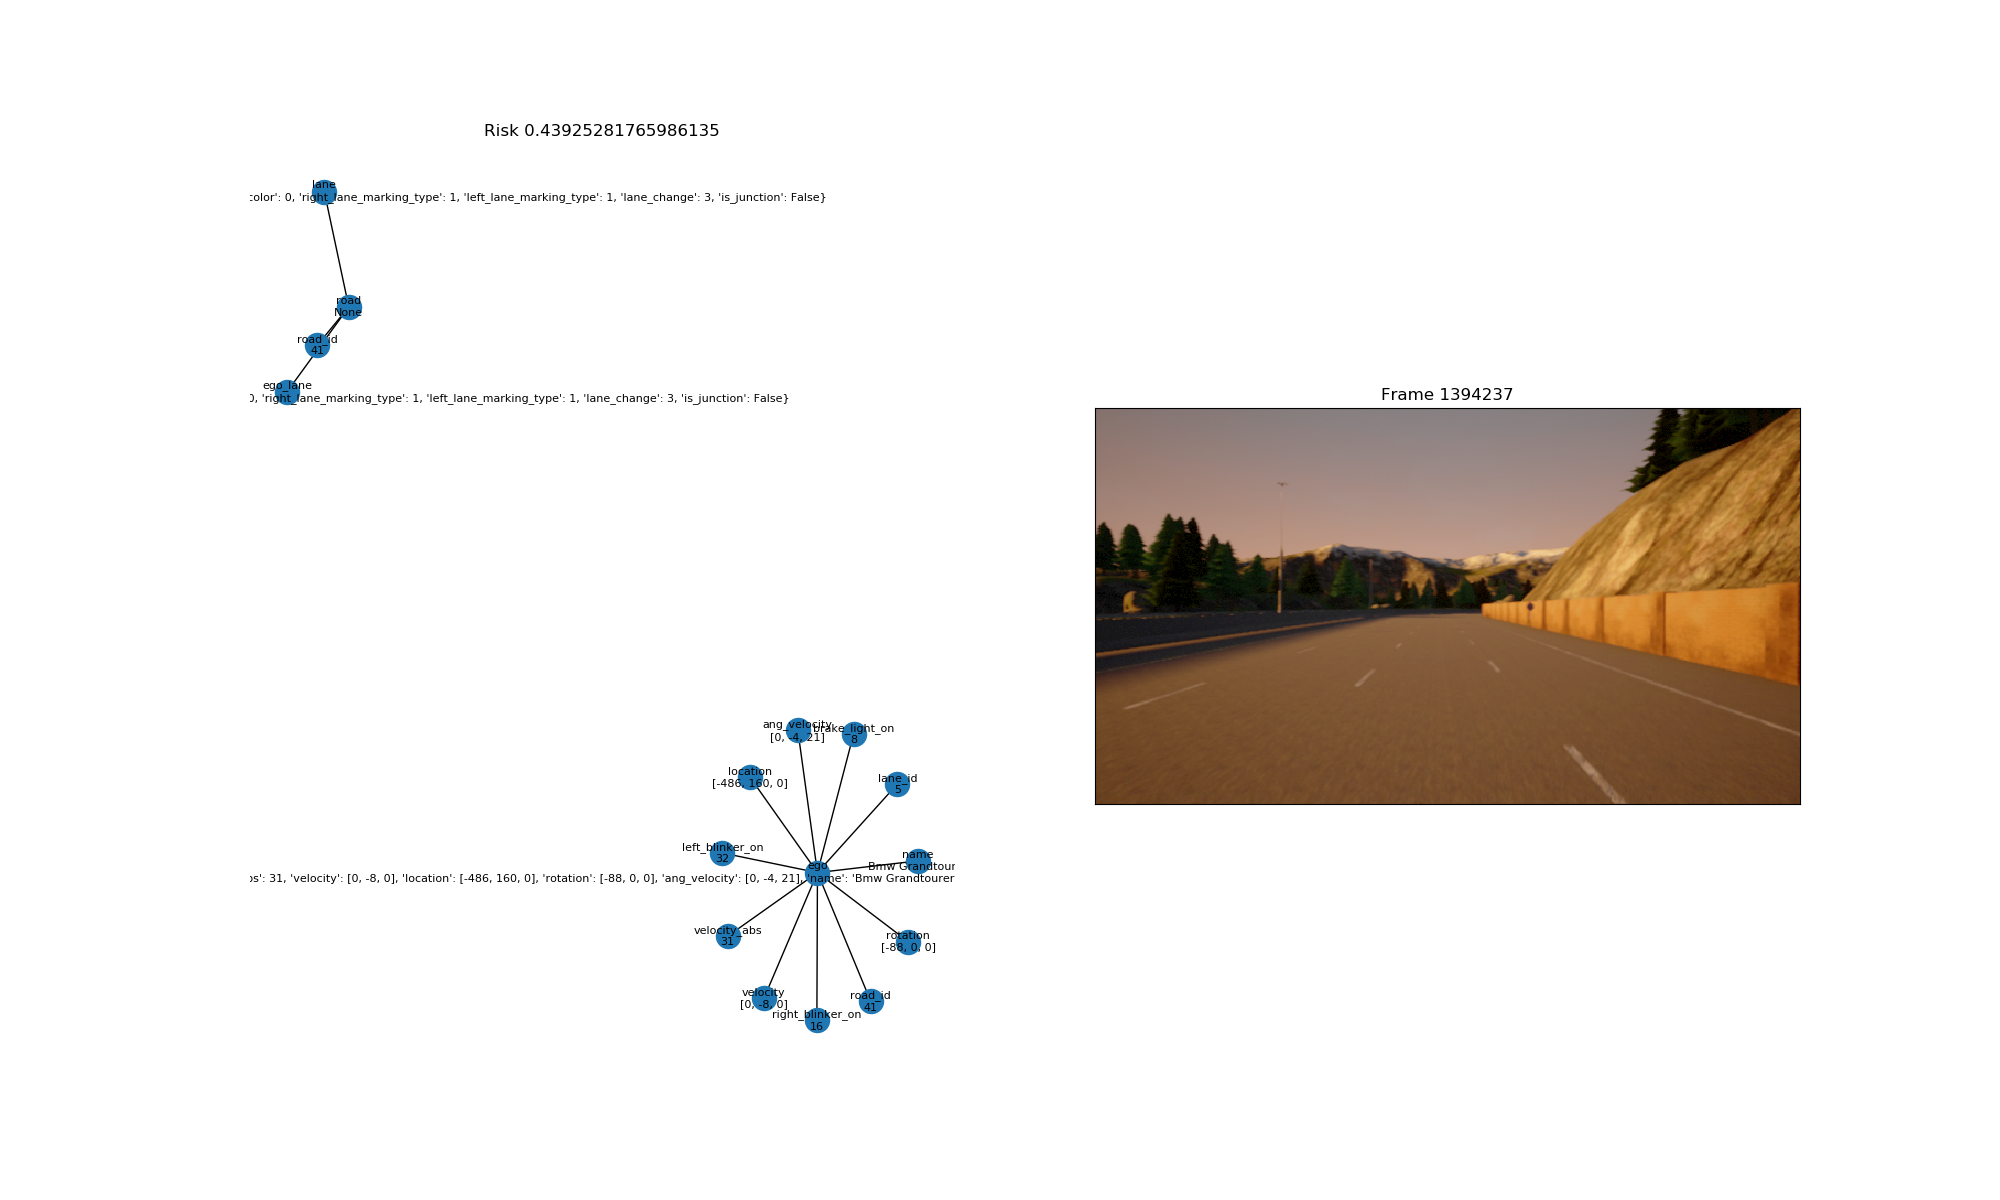 Risk 0.43925281765986135
lane
color': 0, 'right_lane_marking_type': 1, 'left_lane_marking_type': 1, 'lane_change': 3, 'is_junction': False}
road
None
road_id
41
ego_lane
0, 'right_lane_marking_type': 1, 'left_lane_marking_type': 1, 'lane_change': 3, 'is_junction': False}
Frame 1394237
ang_velocity
[0, -4, 21]
brake_light_on
8
location
[-486, 160, 0]
lane_id
5
left_blinker_on
32
name
Bmw Grandtour
ego
os': 31, 'velocity': [0, -8, 0], 'location': [-486, 160, 0], 'rotation': [-88, 0, 0], 'ang_velocity': [0, -4, 21], 'name': 'Bmw Grandtourer
velocity_abs
31
rotation
[-88, 0, 0]
velocity
[0, -8, 0]
road_id
41
right_blinker_on
16